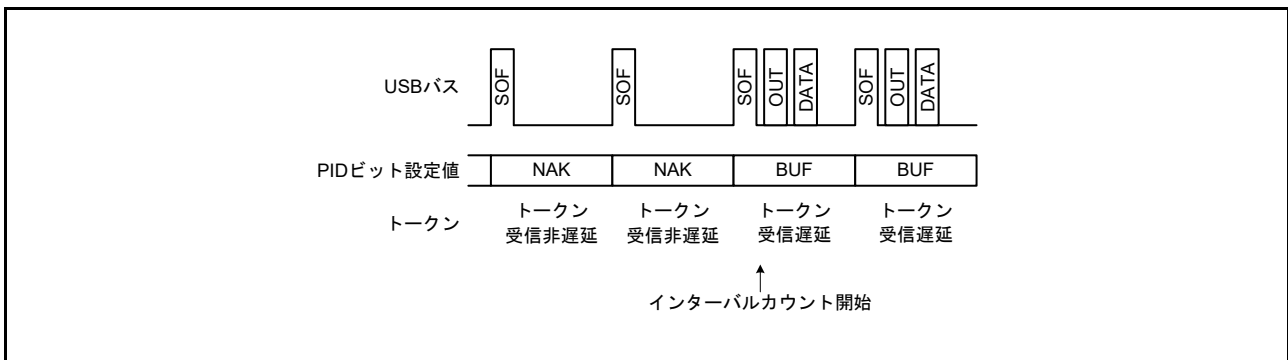 USBバス
SOF
SOF
SOF
OUT
DATA
SOF
OUT
DATA
PIDビット設定値
NAK
NAK
BUF
BUF
トークン
トークン
受信非遅延
トークン
受信非遅延
トークン
受信遅延
トークン
受信遅延
インターバルカウント開始